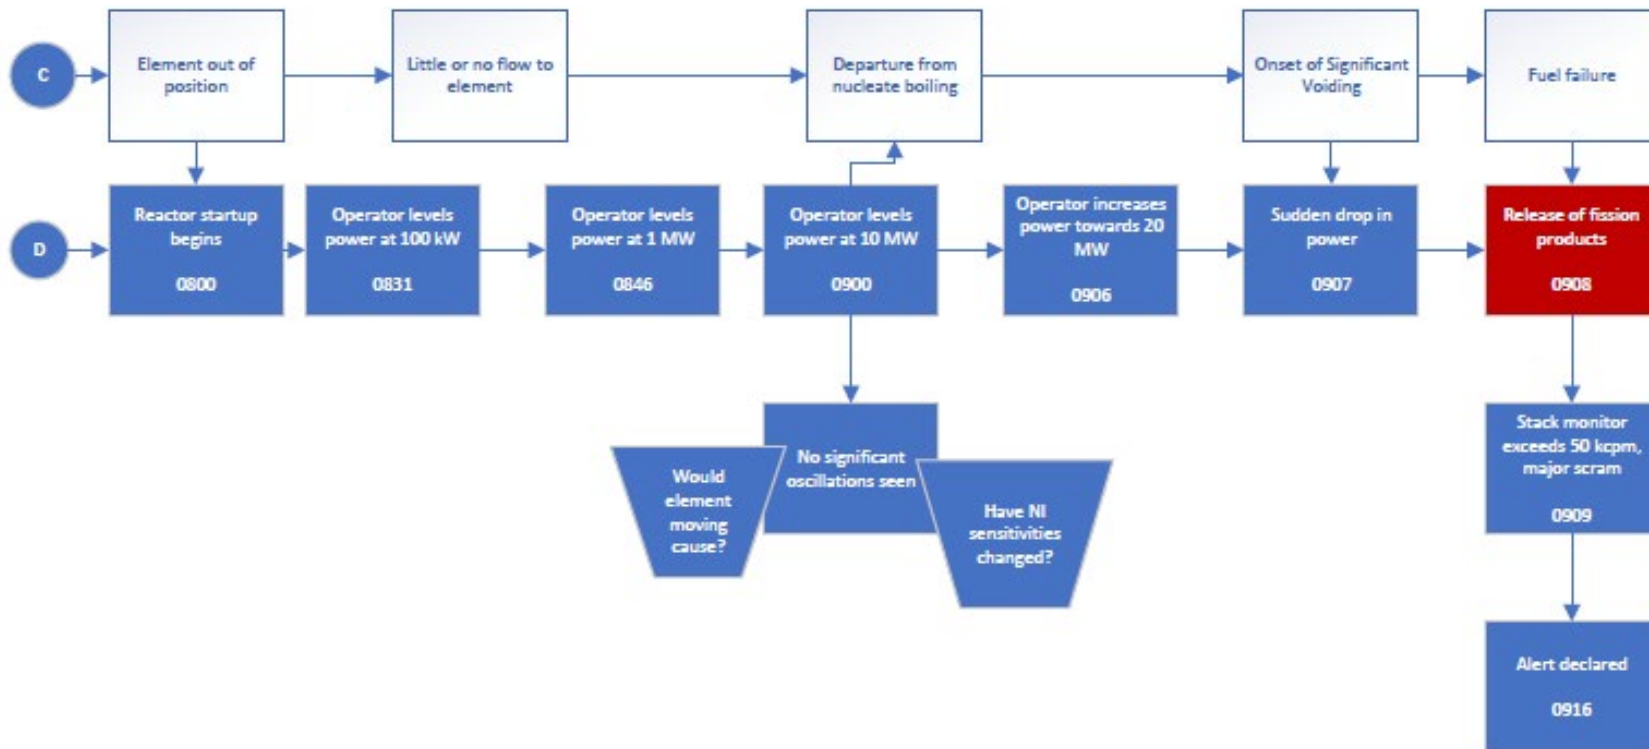 C
Element out of
position
Little or no flow to
element
Departure from
nucleate boiling
Onset of Significant
Voiding
Fuel failure
D
Reactor startup
begins
0800
Operator levels
power at 100 kW
0831
Operator levels
power at 1 MW
0846
Operator levels
power at 10 MW
0900
Operator increases
power towards 20
MW
0906
Sudden drop in
power
0907
Release of fission
products
0908
Would
element
moving
cause?
No significant
oscillations seen
Have NI
sensitivities
changed?
Stack monitor
exceeds 50 kcpm,
major scram
0909
Alert declared
0916